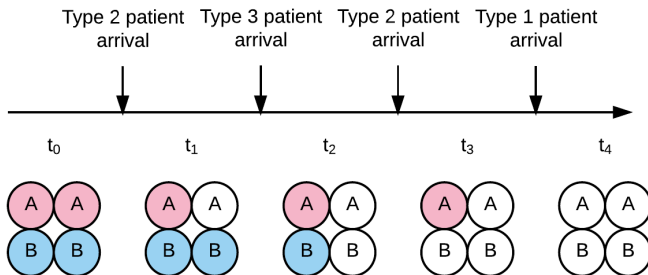 Type 2 patient Type 3 patient Type 2 patient Type 1 patient
arrival arrival arrival arrival
t0 t1 t2 t3 t4
A A A A A A A A A A
B B B B B B B B B B